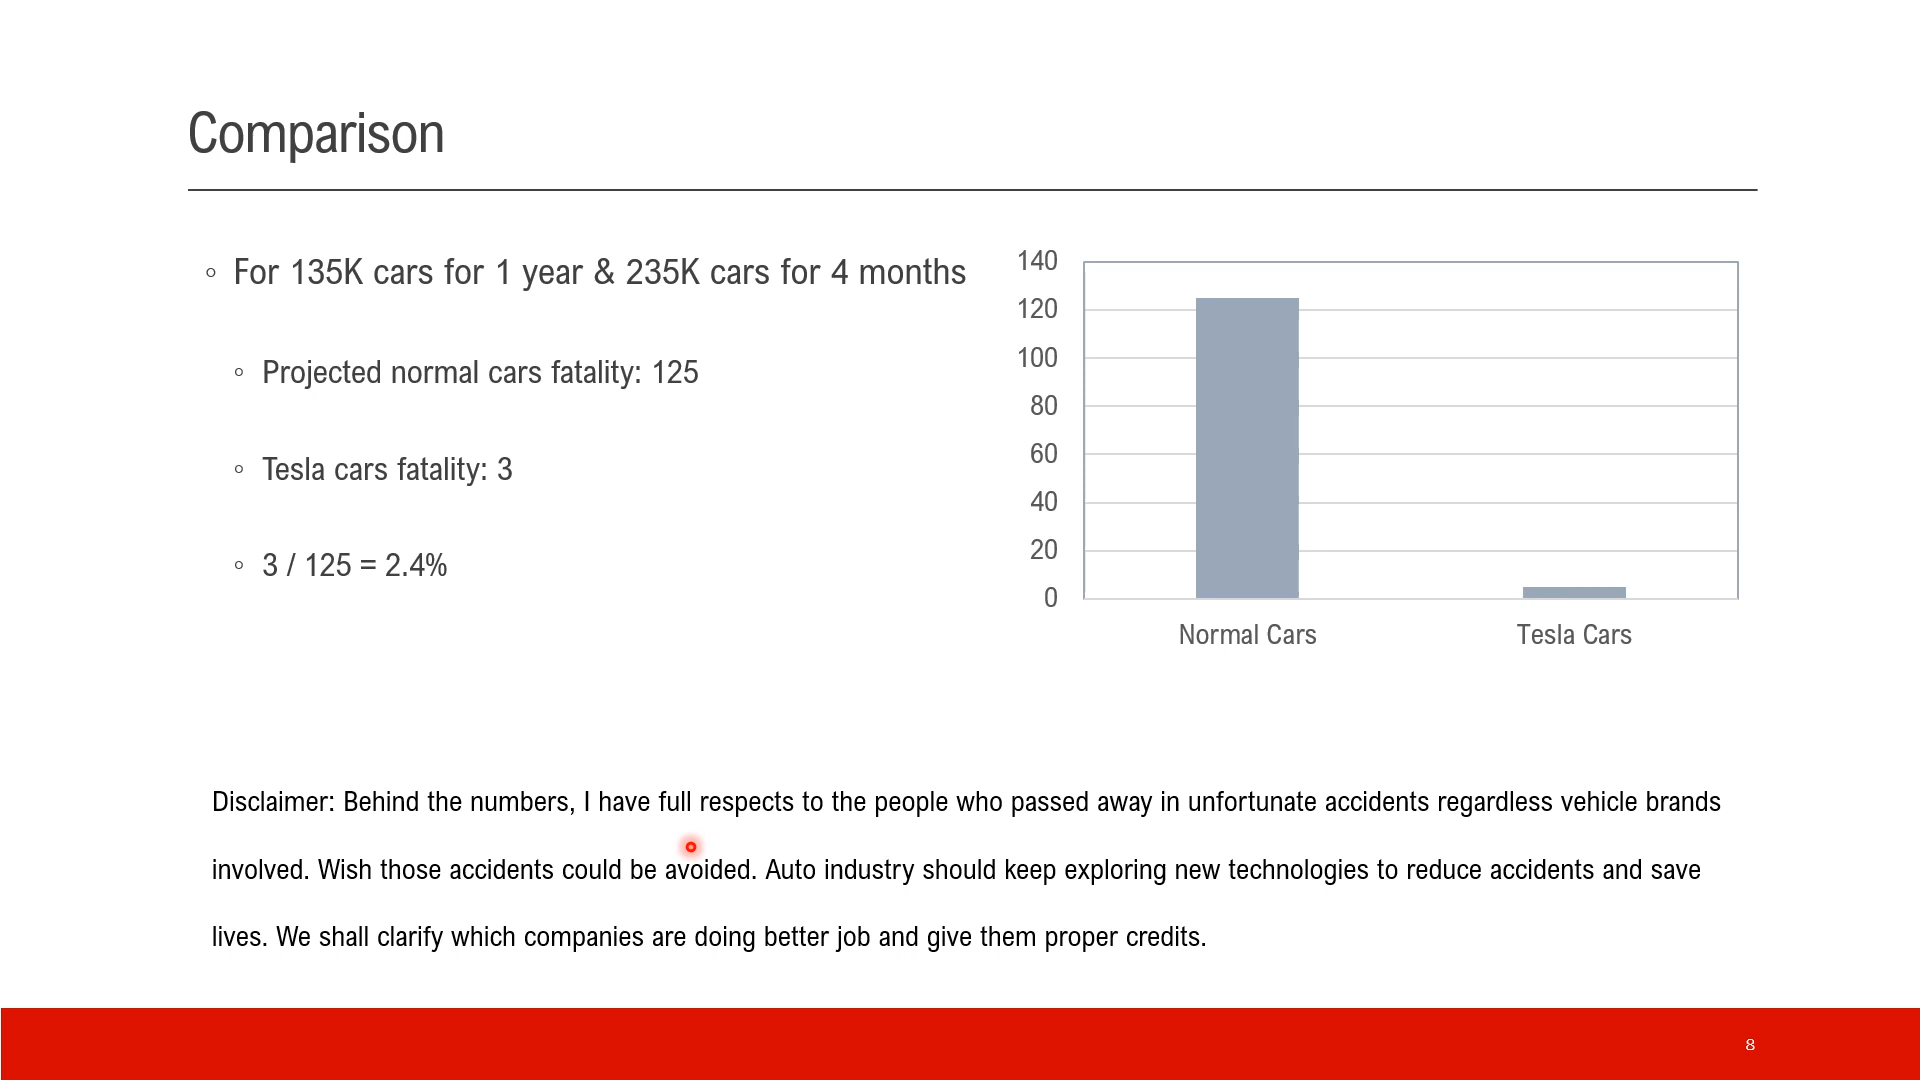 Comparison
◦ For 135K cars for 1 year & 235K cars for 4 months
◦ Projected normal cars fatality: 125
◦ Tesla cars fatality: 3
◦ 3 / 125 = 2.4%
140
120
100
80
60
40
20
0
Normal Cars
Tesla Cars
Disclaimer: Behind the numbers, I have full respects to the people who passed away in unfortunate accidents regardless vehicle brands
involved. Wish those accidents could be avoided. Auto industry should keep exploring new technologies to reduce accidents and save
lives. We shall clarify which companies are doing better job and give them proper credits.
8